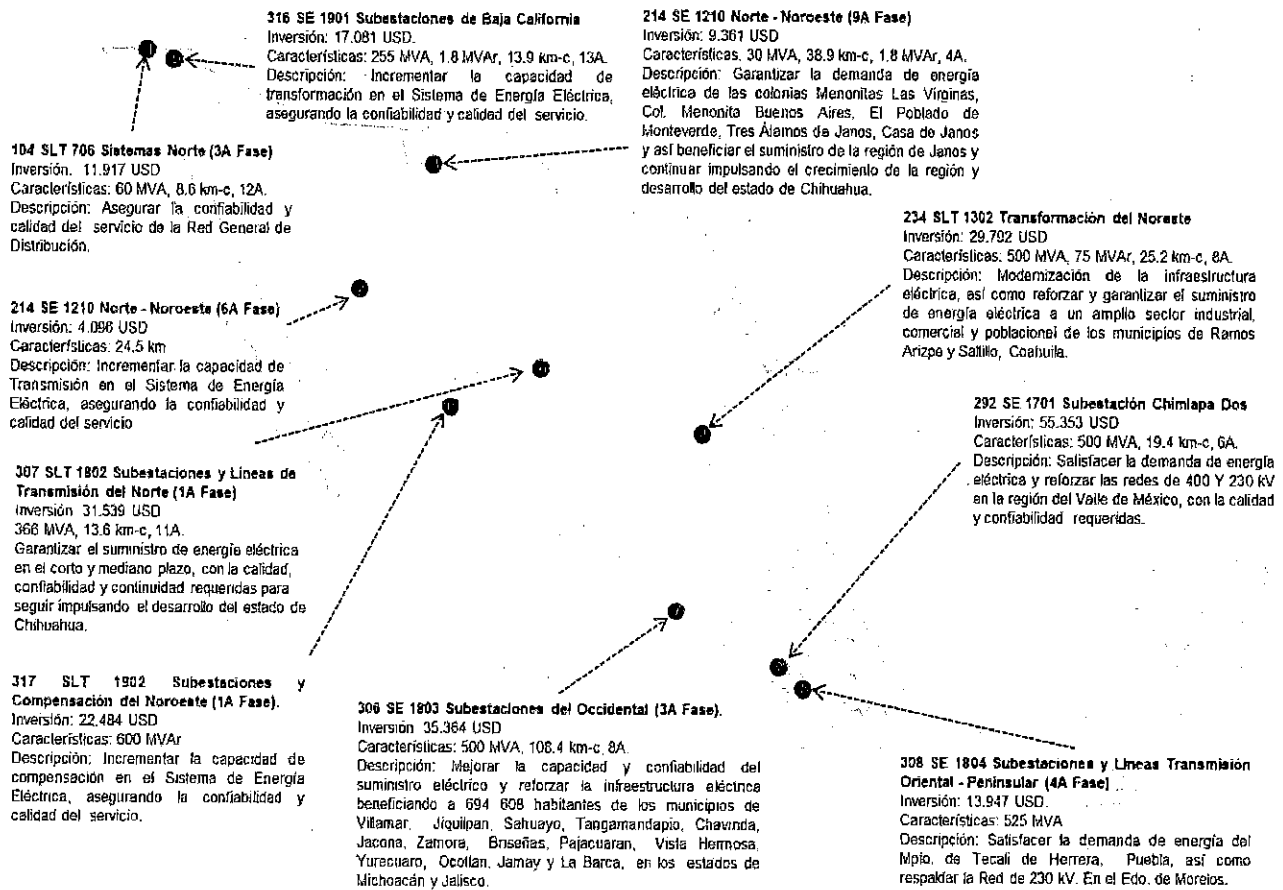 316 SE 1901 Subestaciones de Baja California
Inversión: 17.081 USD.
Características: 255 MVA, 1.8 MVAr, 13.9 km-c, 13A.
Descripción: Incrementar la capacidad de
transformación en el Sistema de Energía Eléctrica,
asegurando la confiabilidad y calidad del servicio.
214 SE 1210 Norte - Noroeste (9A Fase)
Inversión: 9.361 USD
Características: 30 MVA, 38.9 km-c, 1.8 MVAr, 4A.
Descripción: Garantizar la demanda de energía
eléctrica de las colonias Menonitas Las Virginas,
Col. Menonita Buenos Aires, El Poblado de
Monteverde, Tres Álamos de Janos, Casa de Janos
y así beneficiar el suministro de la región de Janos y
continuar impulsando el crecimiento de la región y
desarrollo del estado de Chihuahua.
104 SLT 706 Sistemas Norte (3A Fase)
Inversión. 11.917 USD
Características: 60 MVA, 8.6 km-c, 12A.
Descripción: Asegurar la confiabilidad y
calidad del servicio de la Red General de
Distribución.
234 SLT 1302 Transformación del Noreste
Inversión: 29.792 USD
Características: 500 MVA, 75 MVAr, 25.2 km-c, 8A.
Descripción: Modernización de la infraestructura
eléctrica, así como reforzar y garantizar el suministro
de energía eléctrica a un amplio sector industrial,
comercial y poblacional de los municipios de Ramos
Arizpe y Saltillo, Coahuila.
214 SE 1210 Norte - Noroeste (6A Fase)
Inversión: 4.096 USD
Características: 24.5 km
Descripción: Incrementar la capacidad de
Transmisión en el Sistema de Energía
Eléctrica, asegurando la confiabilidad y
calidad del servicio
292 SE 1701 Subestación Chimlapa Dos
Inversión: 55.353 USD
Características: 500 MVA, 19.4 km-c, 6A.
Descripción: Satisfacer la demanda de energía
eléctrica y reforzar las redes de 400 Y 230 kV
en la región del Valle de México, con la calidad
y confiabilidad requeridas.
307 SLT 1802 Subestaciones y Líneas de
Transmisión del Norte (1A Fase)
Inversión 31.539 USD
366 MVA, 13.6 km-c, 11A.
Garantizar el suministro de energía eléctrica
en el corto y mediano plazo, con la calidad,
confiabilidad y continuidad requeridas para
seguir impulsando el desarrollo del estado de
Chihuahua.
317 SLT 1902 Subestaciones y
Compensación del Noroeste (1A Fase).
Inversión: 22.484 USD
Características: 600 MVAr
Descripción: Incrementar la capacidad de
compensación en el Sistema de Energía
Eléctrica, asegurando la confiabilidad y
calidad del servicio.
306 SE 1803 Subestaciones del Occidental (3A Fase).
Inversión 35.364 USD
Características: 500 MVA, 108.4 km-c, 8A.
Descripción: Mejorar la capacidad y confiabilidad del
suministro eléctrico y reforzar la infraestructura eléctrica
beneficiando a 694 608 habitantes de los municipios de
Villamar, Jiquilpan, Sahuayo, Tangamandapio, Chavinda,
Jacona, Zamora, Briseñas, Pajacuaran, Vista Hermosa,
Yurecuaro, Ocotlan, Jamay y La Barca, en los estados de
Michoacán y Jalisco.
308 SE 1804 Subestaciones y Líneas Transmisión
Oriental - Peninsular (4A Fase)
Inversión: 13.947 USD.
Características: 525 MVA
Descripción: Satisfacer la demanda de energía del
Mpio. de Tecali de Herrera, Puebla, así como
respaldar la Red de 230 kV. En el Edo. de Morelos.